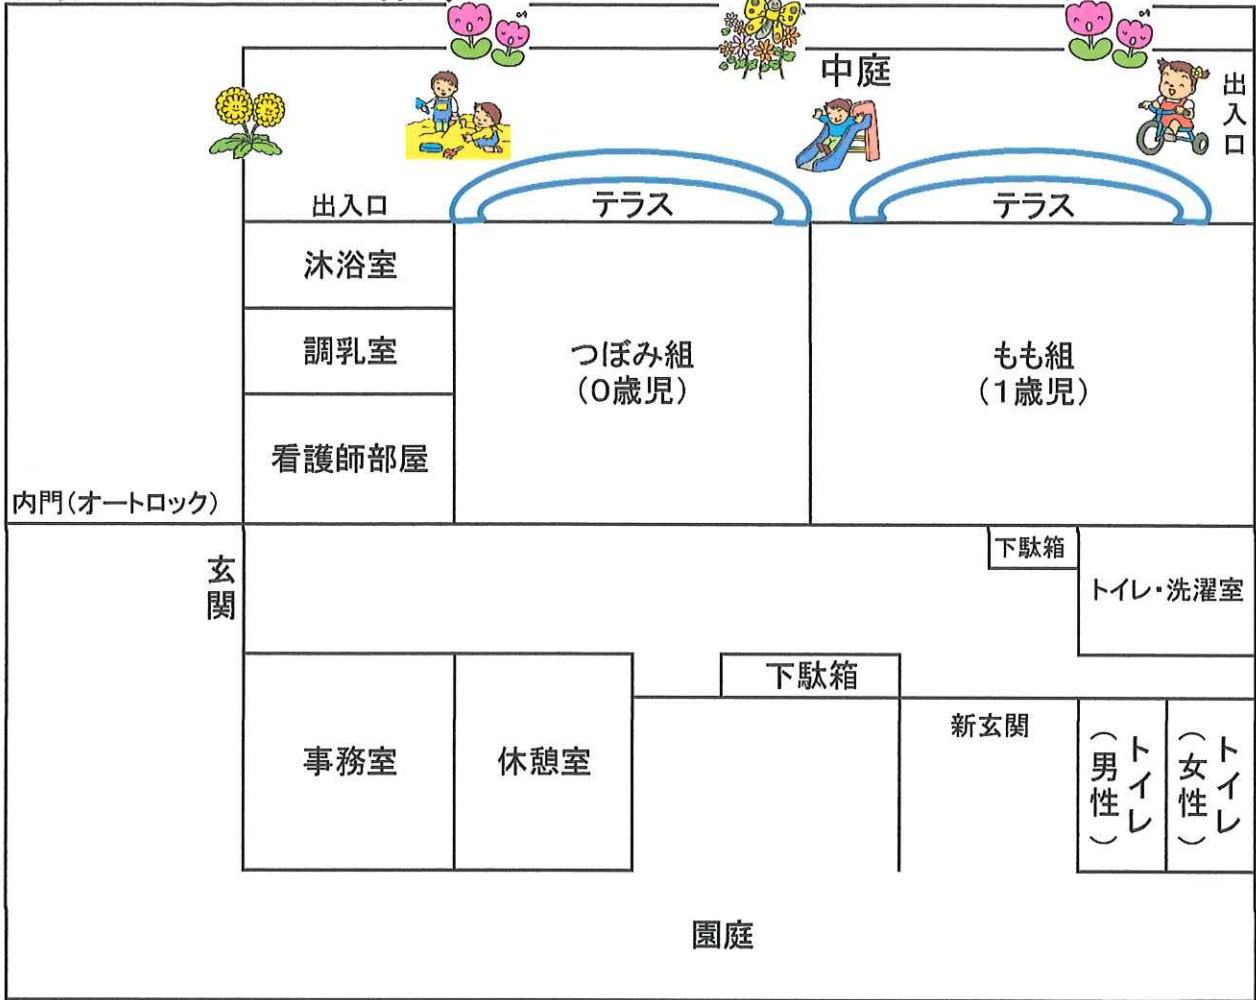 中庭
出入口
出入口
テラス
テラス
沐浴室
調乳室
つぼみ組
(0歳児)
もも組
(1歳児)
看護師部屋
内門(オートロック)
玄関
下駄箱
トイレ・洗濯室
下駄箱
新玄関
事務室
休憩室
トイレ
(男性)
トイレ
(女性)
園庭